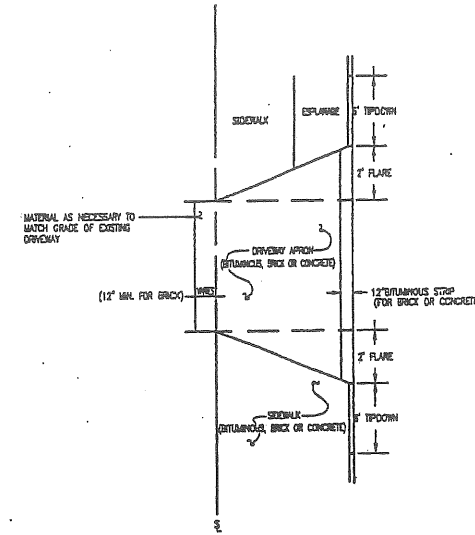 SIDEWALK
ESPLANADE
TIPDOWN
2' FLARE
MATERIAL AS NECESSARY TO
MATCH GRADE OF EXISTING
DRIVEWAY
DRIVEWAY APRON
(BITUMINOUS, BRICK OR CONCRETE)
(12" MIN. FOR BRICK)
VARIES
12" BITUMINOUS STRIP
(FOR BRICK OR CONCRETE
2' FLARE
SIDEWALK
(BITUMINOUS, BRICK OR CONCRETE)
TIPDOWN